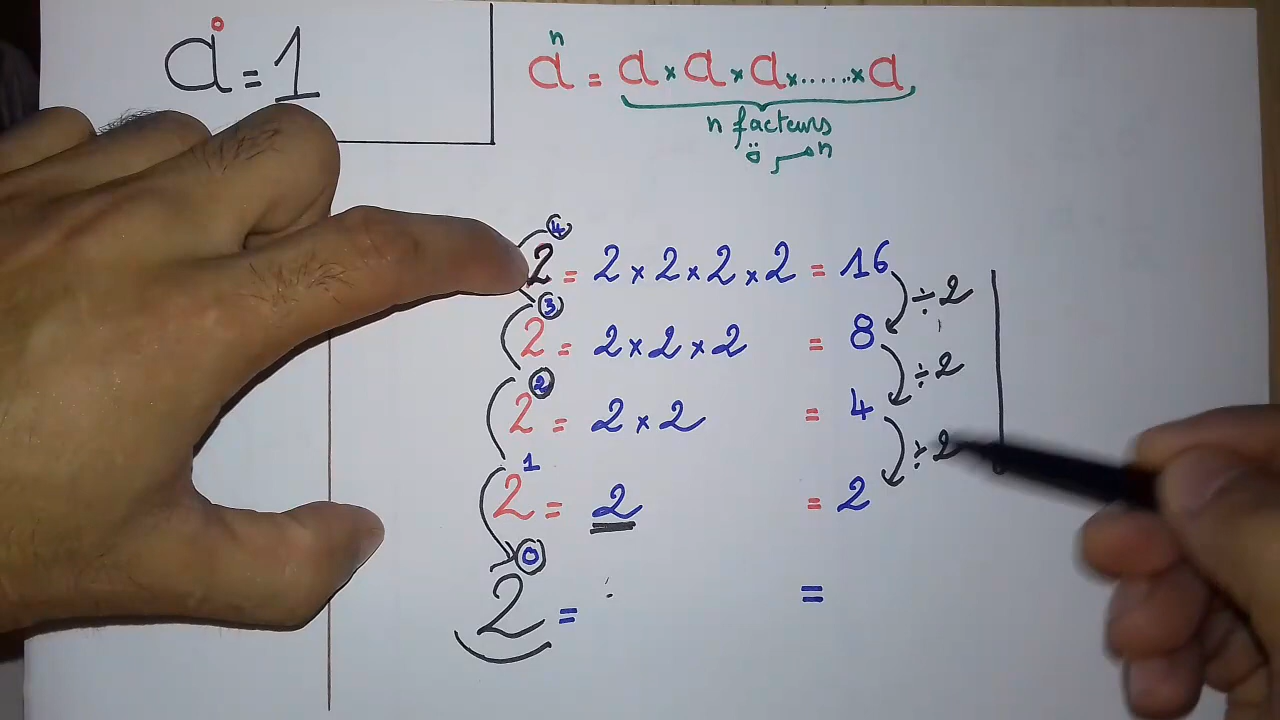 a⁰ = 1
aⁿ = a × a × a × ...... × a
n facteurs
n مرة
2⁴ = 2 × 2 × 2 × 2 = 16
÷2
2³ = 2 × 2 × 2 = 8
÷2
2² = 2 × 2 = 4
÷2
2¹ = 2 = 2
2⁰ = =